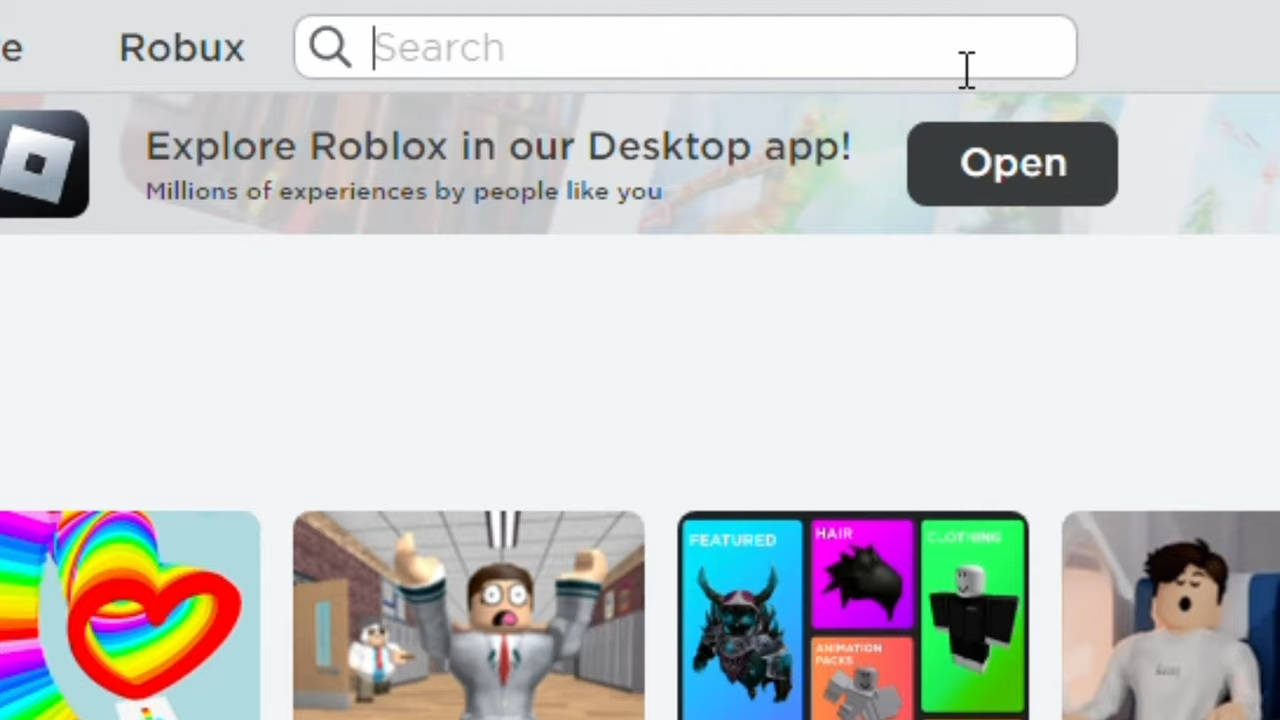 e Robux Search
Explore Roblox in our Desktop app!
Millions of experiences by people like you
Open
FEATURED
HAIR
CLOTHING
ANIMATION
PACKS